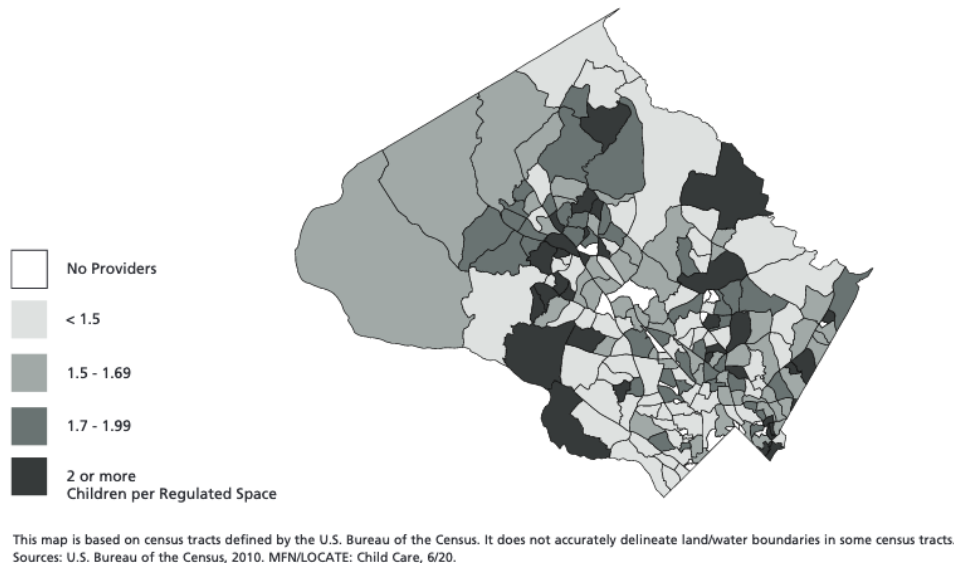 No Providers
< 1.5
1.5 - 1.69
1.7 - 1.99
2 or more
Children per Regulated Space
This map is based on census tracts defined by the U.S. Bureau of the Census. It does not accurately delineate land/water boundaries in some census tracts.
Sources: U.S. Bureau of the Census, 2010. MFN/LOCATE: Child Care, 6/20.